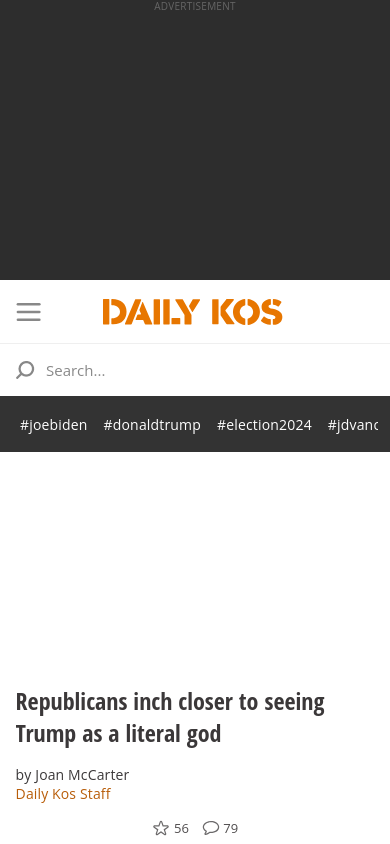 ADVERTISEMENT
DAILY KOS
Search...
#joebiden #donaldtrump #election2024 #jdvanc
Republicans inch closer to seeing
Trump as a literal god
by Joan McCarter
Daily Kos Staff
56 79